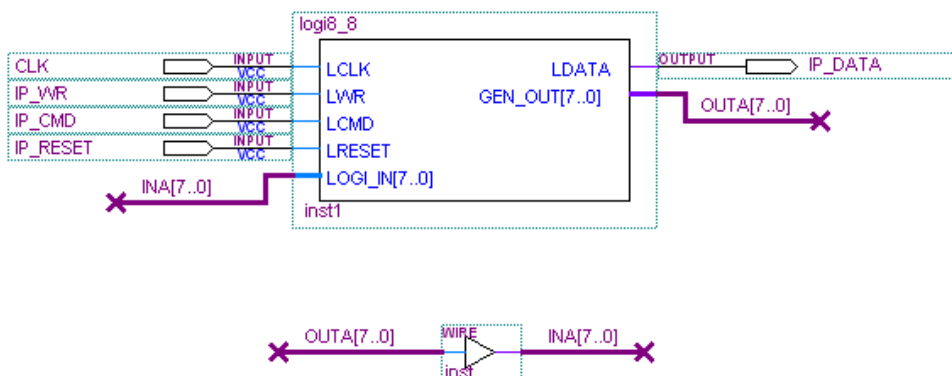 logi8_8
CLK INPUT VCC LCLK LDATA OUTPUT IP_DATA
IP_WR INPUT VCC LWR GEN_OUT[7..0] OUTA[7..0]
IP_CMD INPUT VCC LCMD
IP_RESET INPUT VCC LRESET
INA[7..0] LOGI_IN[7..0]
inst1
OUTA[7..0] WIRE INA[7..0]
inst